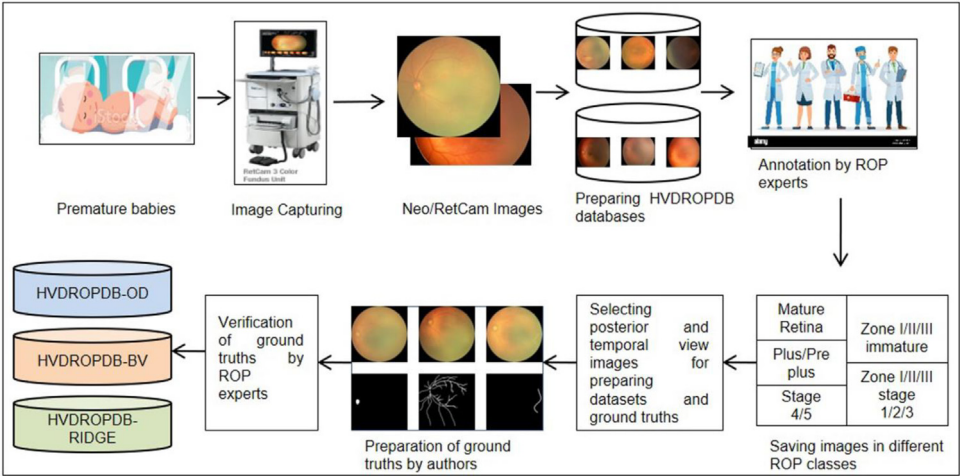 RetCam 3 Color
Fundus Unit
Premature babies
Image Capturing
Neo/RetCam Images
Preparing HVDROPDB
databases
alamy
Annotation by ROP
experts
Mature
Retina
Plus/Pre
plus
Stage
4/5
Zone I/II/III
immature
Zone I/II/III
stage
1/2/3
Saving images in different
ROP classes
Selecting
posterior and
temporal view
images for
preparing
datasets and
ground truths
Preparation of ground
truths by authors
Verification
of ground
truths by
ROP
experts
HVDROPDB-OD
HVDROPDB-BV
HVDROPDB-
RIDGE